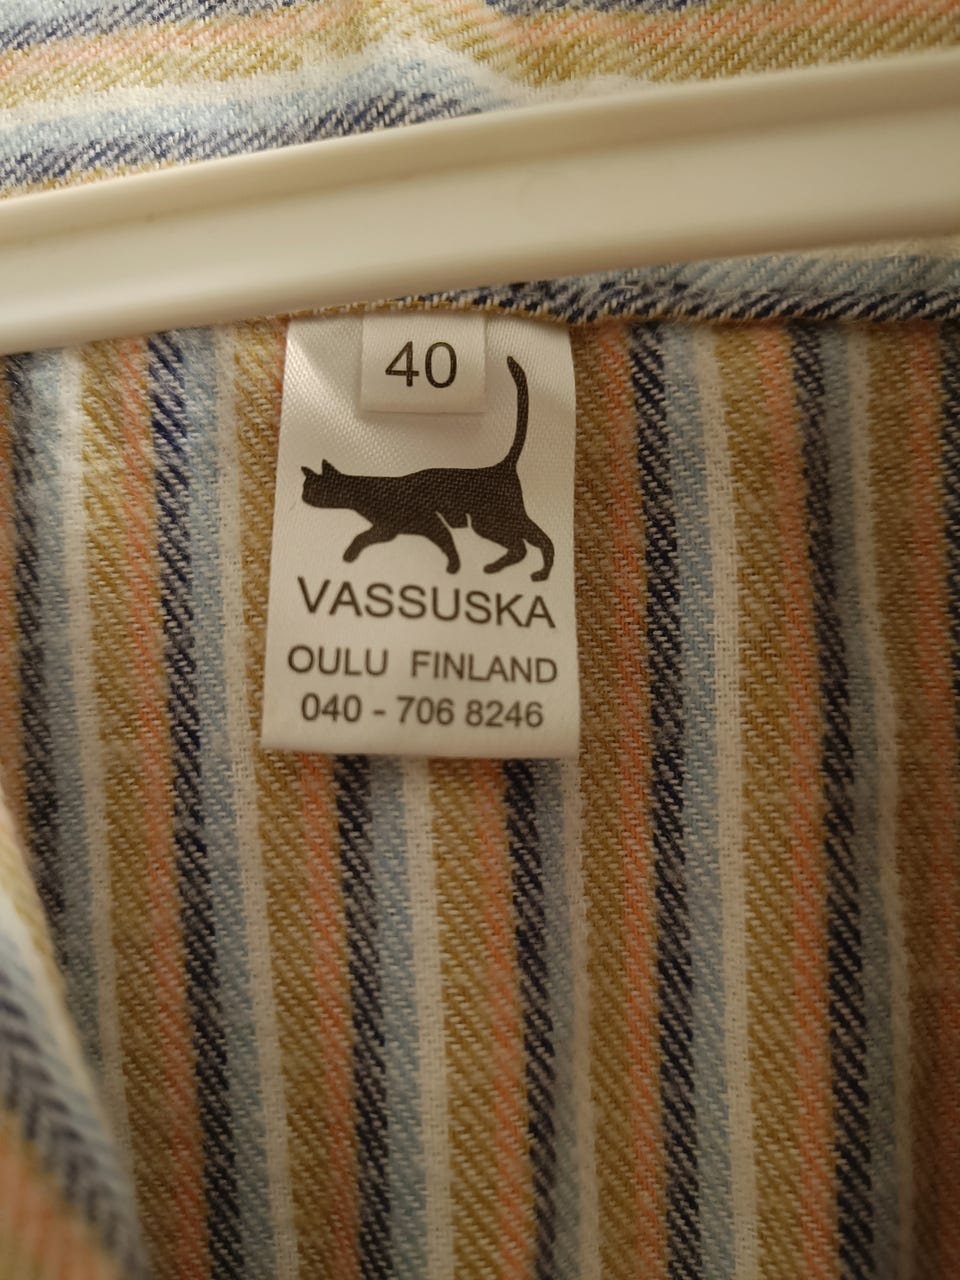 40
VASSUSKA
OULU FINLAND
040 - 706 8246